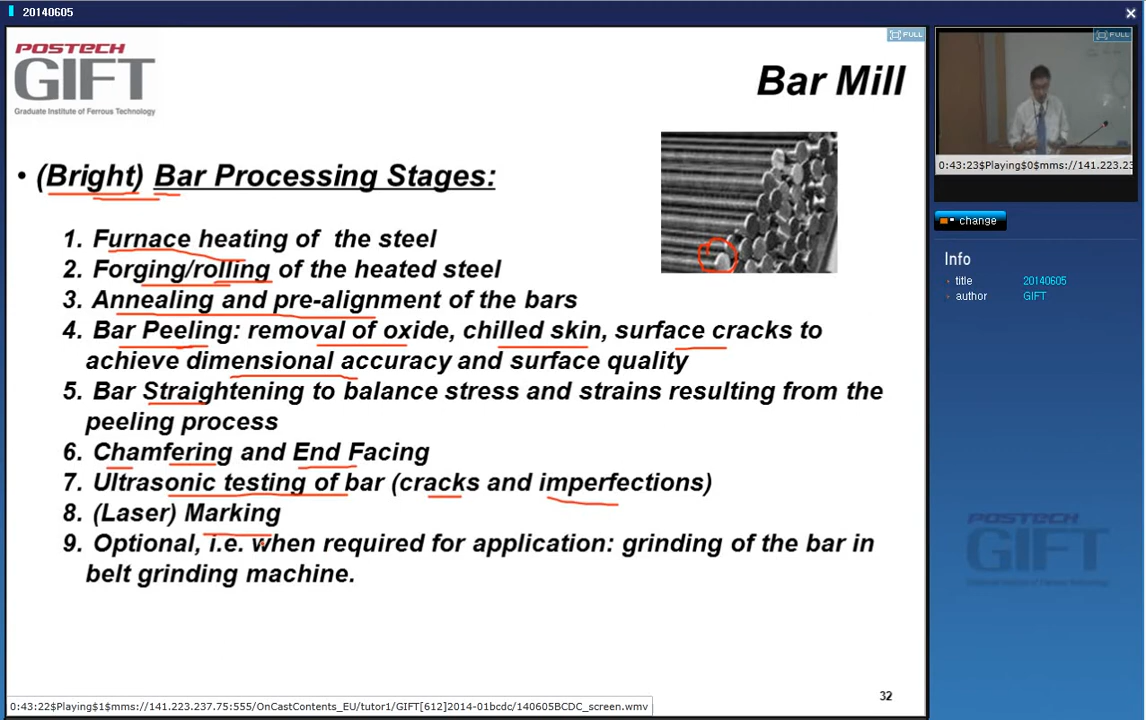 20140605
FULL
FULL
POSTECH
GIFT
Graduate Institute of Ferrous Technology
Bar Mill
• (Bright) Bar Processing Stages:
1. Furnace heating of the steel
2. Forging/rolling of the heated steel
3. Annealing and pre-alignment of the bars
4. Bar Peeling: removal of oxide, chilled skin, surface cracks to
achieve dimensional accuracy and surface quality
5. Bar Straightening to balance stress and strains resulting from the
peeling process
6. Chamfering and End Facing
7. Ultrasonic testing of bar (cracks and imperfections)
8. (Laser) Marking
9. Optional, i.e. when required for application: grinding of the bar in
belt grinding machine.
32
0:43:22$Playing$1$mms://141.223.237.75:555/OnCastContents_EU/tutor1/GIFT[612]2014-01bcdc/140605BCDC_screen.wmv
0:43:23$Playing$0$mms://141.223.23
change
Info
title 20140605
author GIFT
POSTECH
GIFT
Graduate Institute of Ferrous Technology